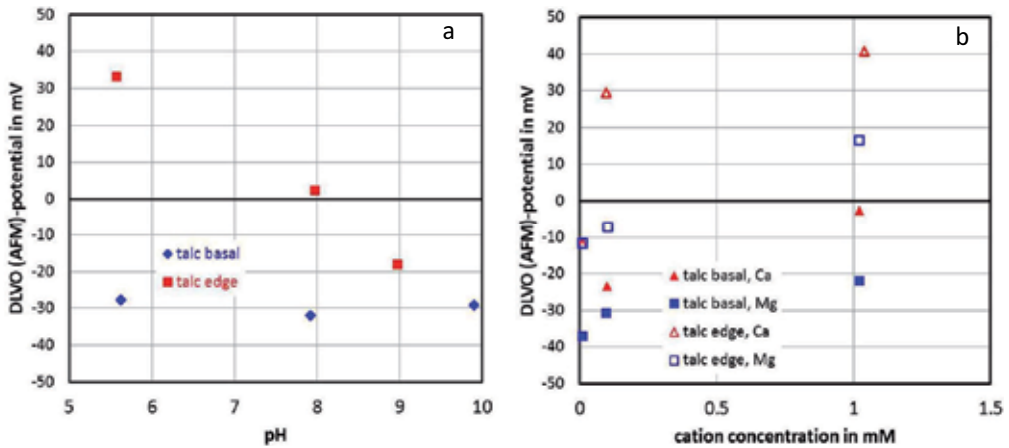 a
DLVO (AFM)-potential in mV
50
40
30
20
10
0
-10
-20
-30
-40
-50
talc basal
talc edge
5
6
7
8
9
10
pH
b
DLVO (AFM)-potential in mV
50
40
30
20
10
0
-10
-20
-30
-40
-50
talc basal, Ca
talc basal, Mg
talc edge, Ca
talc edge, Mg
0
0.5
1
1.5
cation concentration in mM